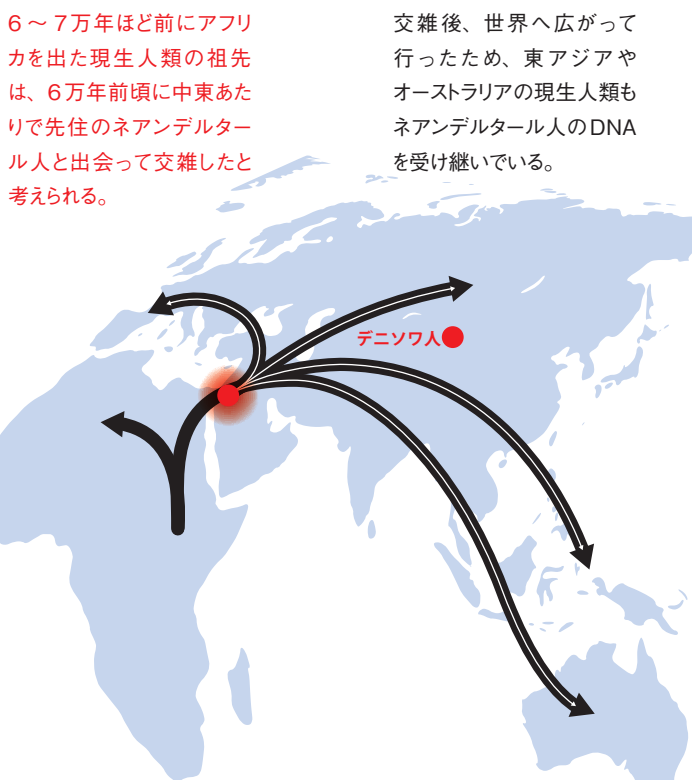 6～7万年ほど前にアフリ
カを出た現生人類の祖先
は、6万年前頃に中東あた
りで先住のネアンデルター
ル人と出会って交雑したと
考えられる。
交雑後、世界へ広がって
行ったため、東アジアや
オーストラリアの現生人類も
ネアンデルタール人のDNA
を受け継いでいる。
デニソワ人